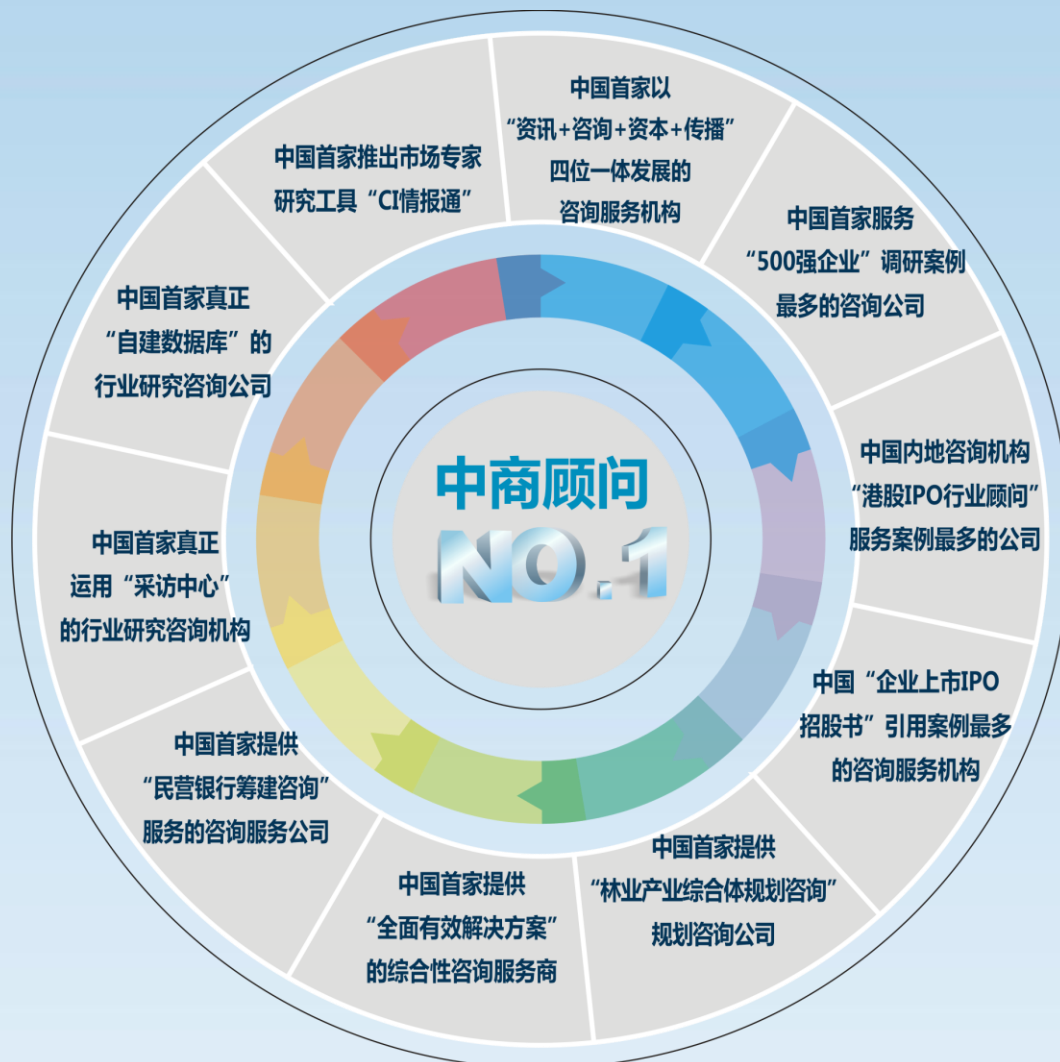 中国首家以
“资讯+咨询+资本+传播”
四位一体发展的
咨询服务机构
中国首家服务
“500强企业”调研案例
最多的咨询公司
中国内地咨询机构
“港股IPO行业顾问”
服务案例最多的公司
中国“企业上市IPO
招股书”引用案例最多
的咨询服务机构
中国首家提供
“林业产业综合体规划咨询”
规划咨询公司
中国首家提供
“全面有效解决方案”
的综合性咨询服务商
中国首家提供
“民营银行筹建咨询”
服务的咨询服务公司
中国首家真正
运用“采访中心”
的行业研究咨询机构
中国首家真正
“自建数据库”的
行业研究咨询公司
中国首家推出市场专家
研究工具“CI情报通”
中商顾问
NO.1